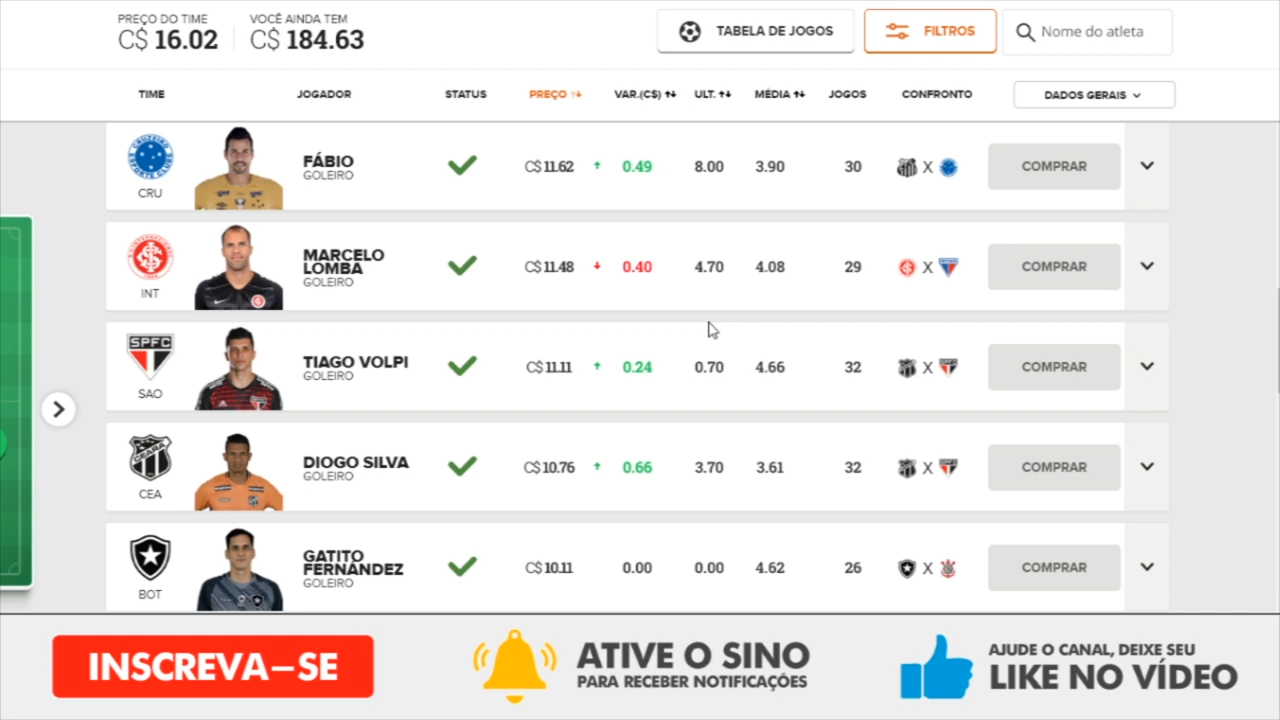 PREÇO DO TIME
C$ 16.02
VOCÊ AINDA TEM
C$ 184.63
TABELA DE JOGOS
FILTROS
Nome do atleta
TIME JOGADOR STATUS PREÇO VAR.(C$) ULT. MÉDIA JOGOS CONFRONTO DADOS GERAIS
CRU
FÁBIO
GOLEIRO
C$ 11.62 0.49 8.00 3.90 30 X COMPRAR
INT
MARCELO
LOMBA
GOLEIRO
C$ 11.48 0.40 4.70 4.08 29 X COMPRAR
SPFC
SAO
TIAGO VOLPI
GOLEIRO
C$ 11.11 0.24 0.70 4.66 32 X COMPRAR
CEARÁ
CEA
DIOGO SILVA
GOLEIRO
C$ 10.76 0.66 3.70 3.61 32 X COMPRAR
BOT
GATITO
FERNÁNDEZ
GOLEIRO
C$ 10.11 0.00 0.00 4.62 26 X COMPRAR
INSCREVA-SE
ATIVE O SINO
PARA RECEBER NOTIFICAÇÕES
AJUDE O CANAL, DEIXE SEU
LIKE NO VÍDEO